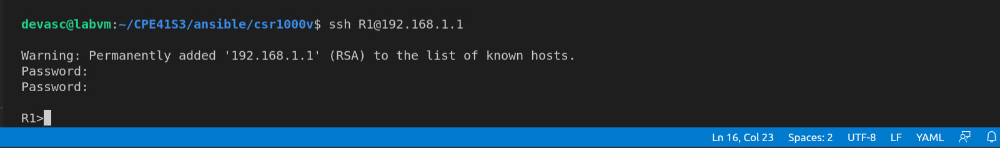 devasc@labvm:~/CPE41S3/ansible/csr1000v$ ssh R1@192.168.1.1
Warning: Permanently added '192.168.1.1' (RSA) to the list of known hosts.
Password:
Password:
R1>
Ln 16, Col 23 Spaces: 2 UTF-8 LF YAML